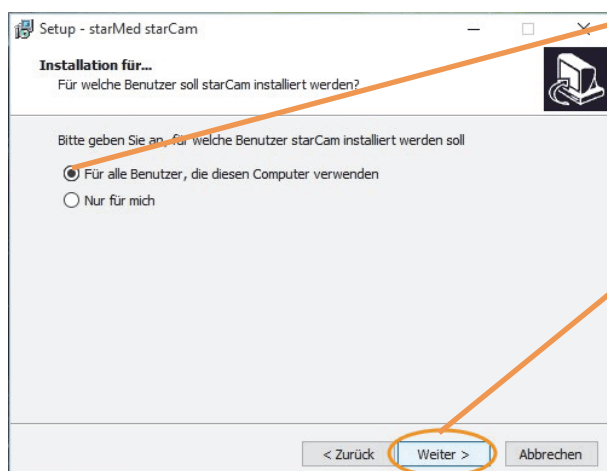 Setup - starMed starCam
Installation für...
Für welche Benutzer soll starCam installiert werden?
Bitte geben Sie an, für welche Benutzer starCam installiert werden soll
Für alle Benutzer, die diesen Computer verwenden
Nur für mich
< Zurück
Weiter >
Abbrechen